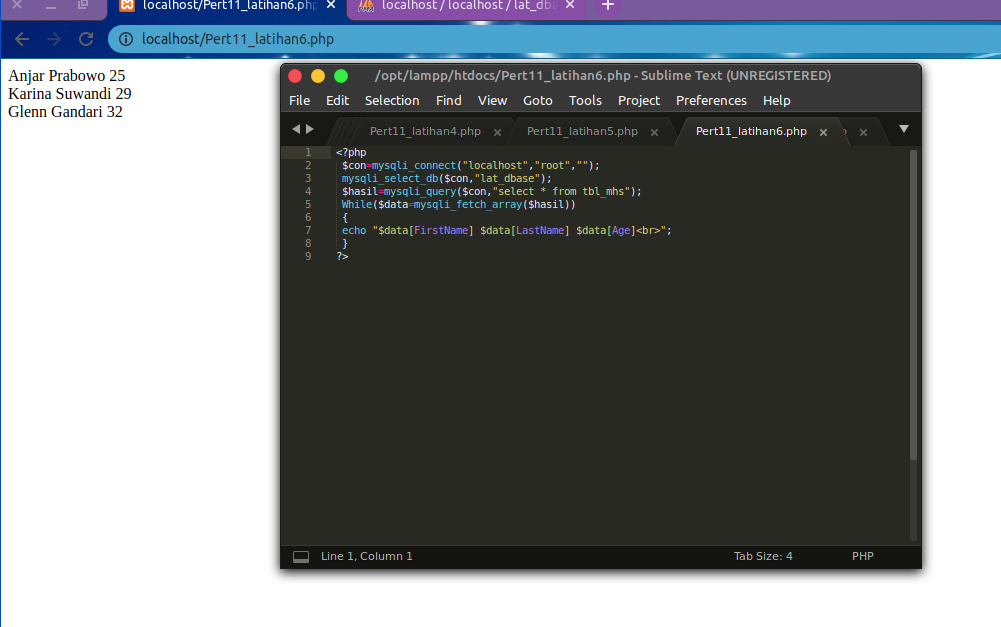 localhost/Pert11_latihan6.php
localhost / localhost / lat_dba
localhost/Pert11_latihan6.php
Anjar Prabowo 25
Karina Suwandi 29
Glenn Gandari 32
/opt/lampp/htdocs/Pert11_latihan6.php - Sublime Text (UNREGISTERED)
File Edit Selection Find View Goto Tools Project Preferences Help
Pert11_latihan4.php Pert11_latihan5.php Pert11_latihan6.php
1 <?php
2 $con=mysqli_connect("localhost","root","");
3 mysqli_select_db($con,"lat_dbase");
4 $hasil=mysqli_query($con,"select * from tbl_mhs");
5 While($data=mysqli_fetch_array($hasil))
6 {
7 echo "$data[FirstName] $data[LastName] $data[Age]<br>";
8 }
9 ?>
Line 1, Column 1 Tab Size: 4 PHP